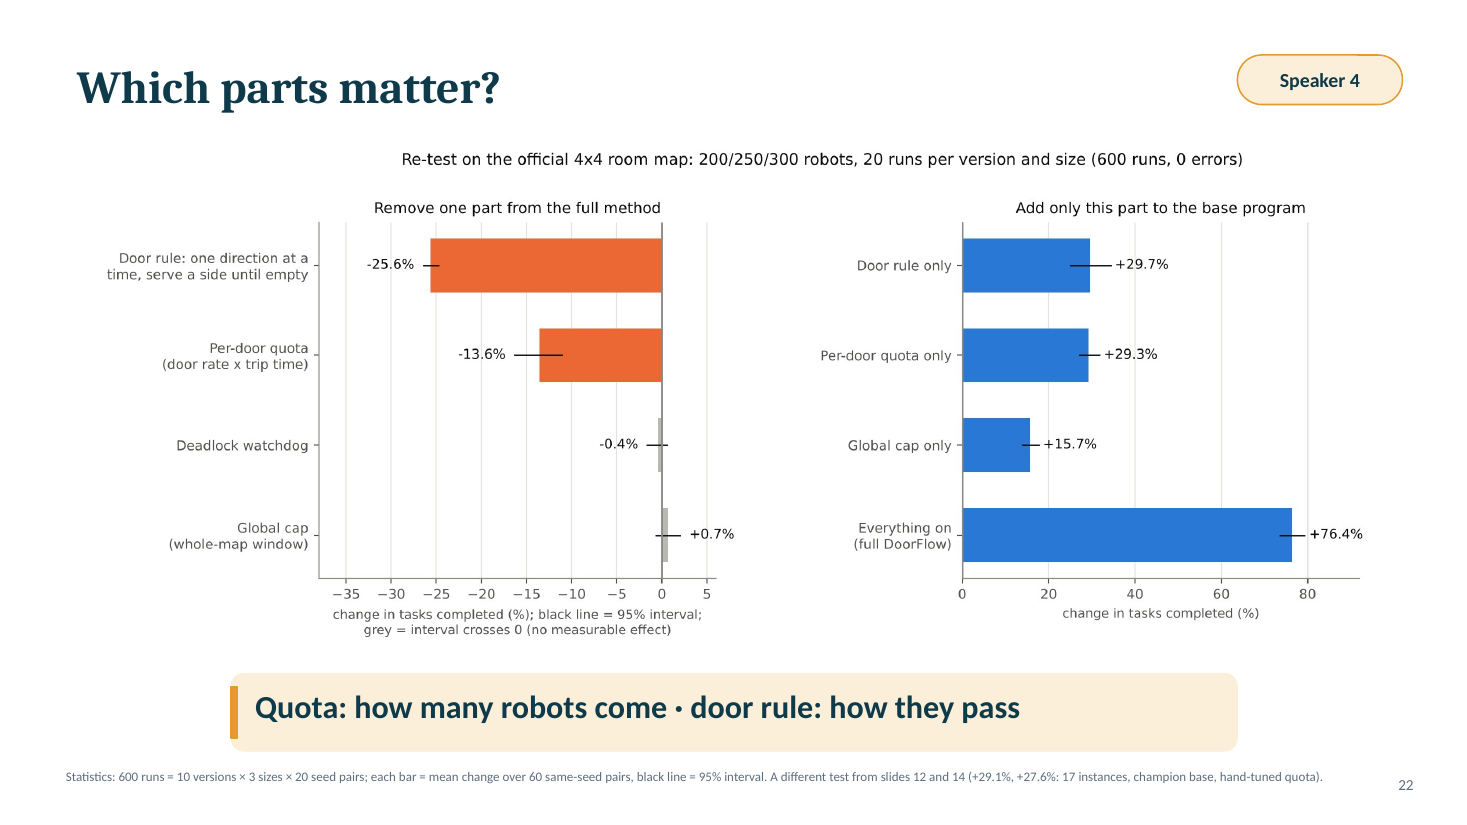 Which parts matter?
Speaker 4
Re-test on the official 4x4 room map: 200/250/300 robots, 20 runs per version and size (600 runs, 0 errors)
Remove one part from the full method
Door rule: one direction at a
time, serve a side until empty
-25.6%
Per-door quota
(door rate x trip time)
-13.6%
Deadlock watchdog
-0.4%
Global cap
(whole-map window)
+0.7%
−35 −30 −25 −20 −15 −10 −5 0 5
change in tasks completed (%); black line = 95% interval;
grey = interval crosses 0 (no measurable effect)
Add only this part to the base program
Door rule only
+29.7%
Per-door quota only
+29.3%
Global cap only
+15.7%
Everything on
(full DoorFlow)
+76.4%
0 20 40 60 80
change in tasks completed (%)
Quota: how many robots come · door rule: how they pass
Statistics: 600 runs = 10 versions × 3 sizes × 20 seed pairs; each bar = mean change over 60 same-seed pairs, black line = 95% interval. A different test from slides 12 and 14 (+29.1%, +27.6%: 17 instances, champion base, hand-tuned quota).
22